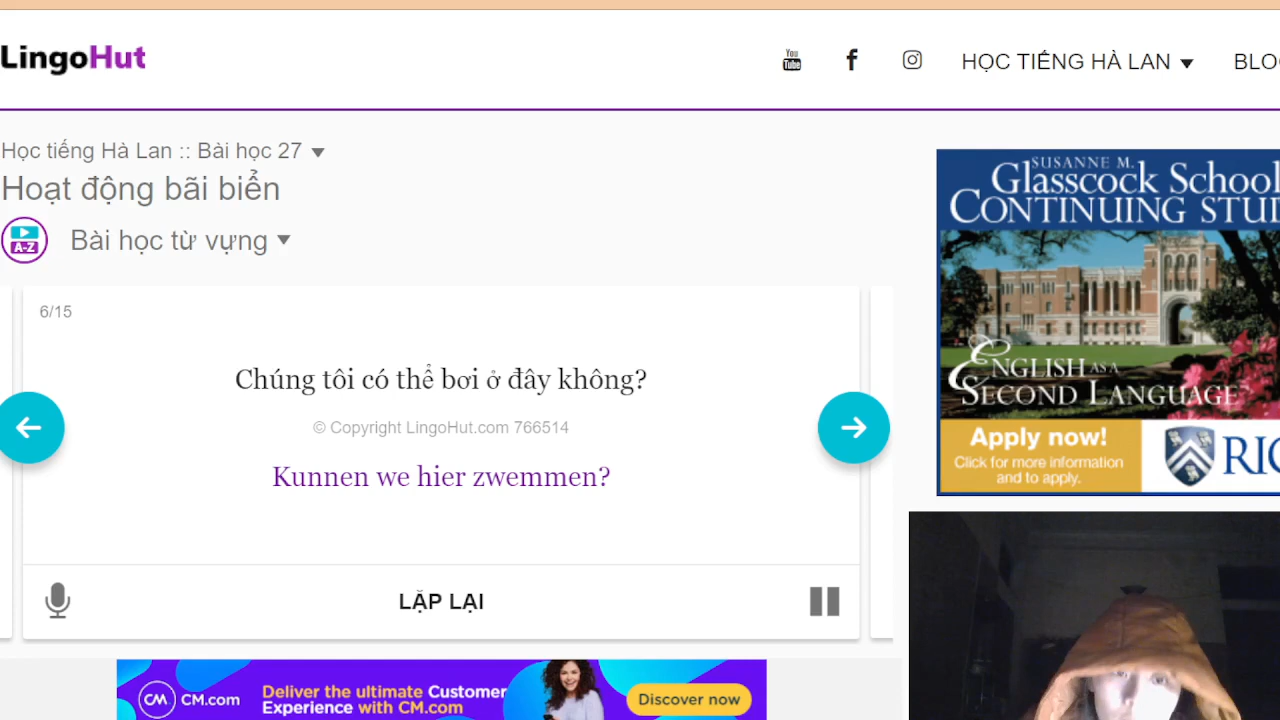 LingoHut
You
Tube
HỌC TIẾNG HÀ LAN
Học tiếng Hà Lan :: Bài học 27
Hoạt động bãi biển
A-Z
Bài học từ vựng
6/15
Chúng tôi có thể bơi ở đây không?
© Copyright LingoHut.com 766514
Kunnen we hier zwemmen?
LẶP LẠI
SUSANNE M.
Glasscock School
CONTINUING
ENGLISH AS A
SECOND LANGUAGE
Apply now!
Click for more information
and to apply.
CM CM.com
Deliver the ultimate Customer
Experience with CM.com
Discover now